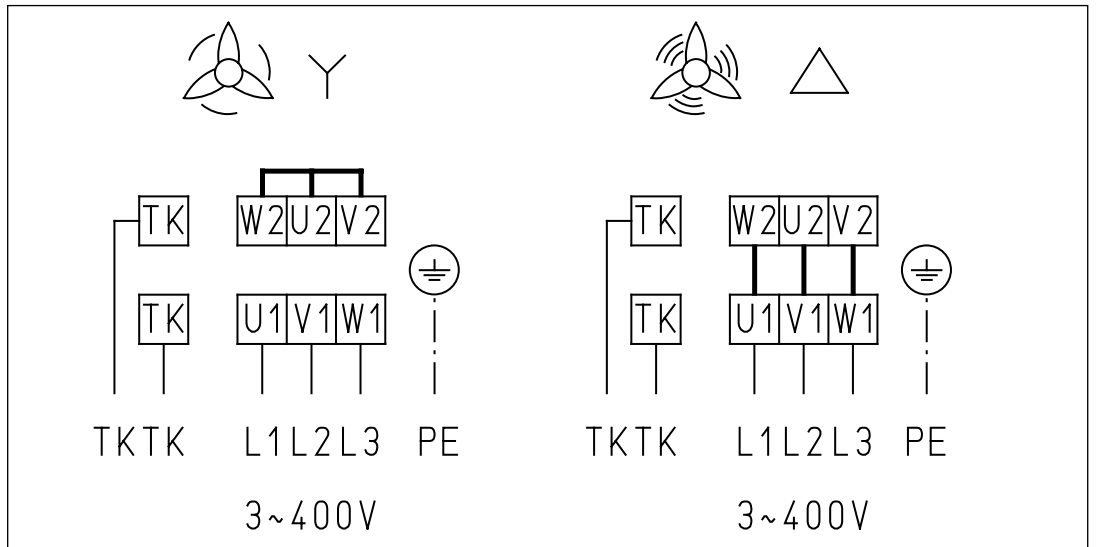 TK W2 U2 V2 TK W2 U2 V2
TK U1 V1 W1 TK U1 V1 W1
TK TK L1 L2 L3 PE TK TK L1 L2 L3 PE
3~400V 3~400V